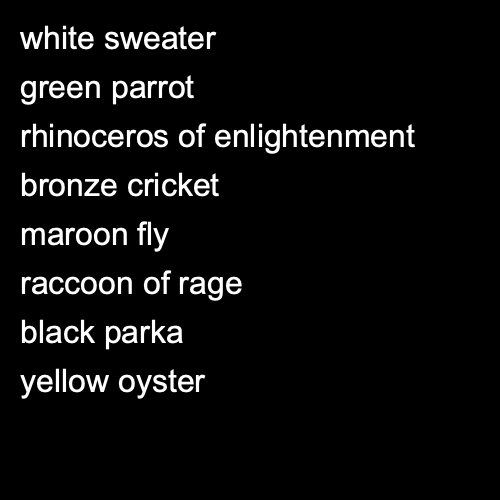 white sweater
green parrot
rhinoceros of enlightenment
bronze cricket
maroon fly
raccoon of rage
black parka
yellow oyster